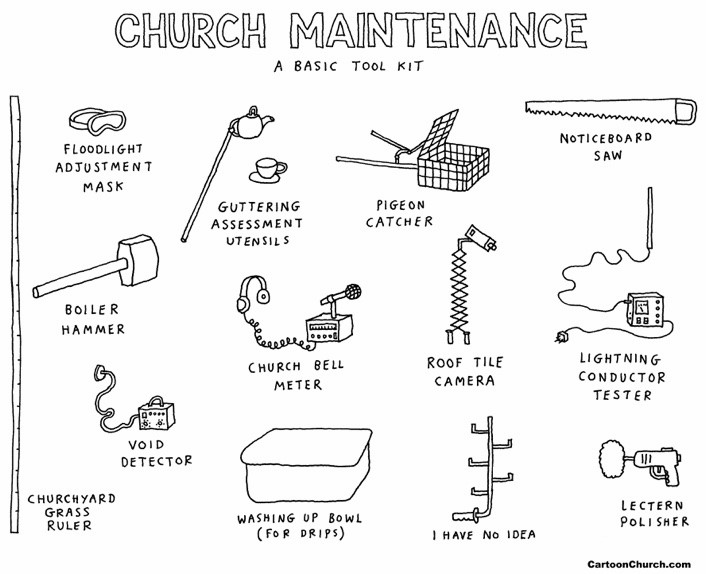 CHURCH MAINTENANCE
A BASIC TOOL KIT
FLOODLIGHT
ADJUSTMENT
MASK
GUTTERING
ASSESSMENT
UTENSILS
PIGEON
CATCHER
NOTICEBOARD
SAW
BOILER
HAMMER
CHURCH BELL
METER
ROOF TILE
CAMERA
LIGHTNING
CONDUCTOR
TESTER
VOID
DETECTOR
CHURCHYARD
GRASS
RULER
WASHING UP BOWL
(FOR DRIPS)
I HAVE NO IDEA
LECTERN
POLISHER
CartoonChurch.com